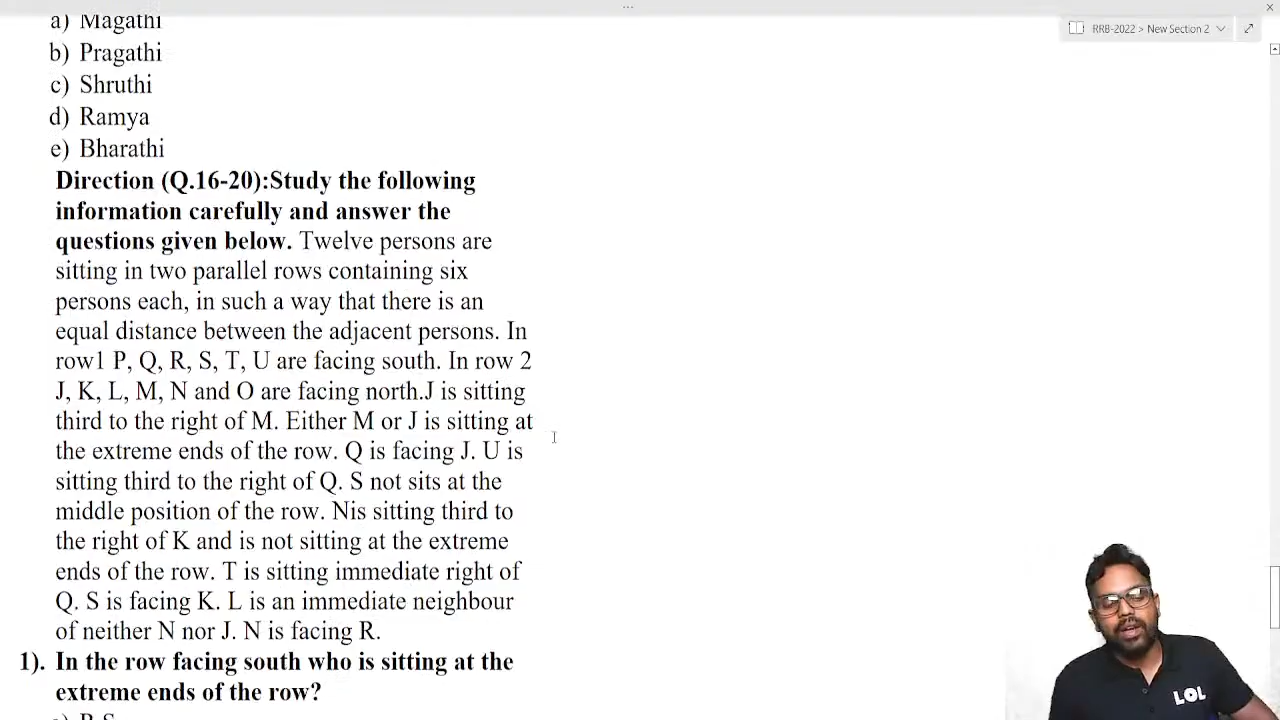 ...
RRB-2022 > New Section 2
a) Magathi
b) Pragathi
c) Shruthi
d) Ramya
e) Bharathi
Direction (Q.16-20):Study the following
information carefully and answer the
questions given below. Twelve persons are
sitting in two parallel rows containing six
persons each, in such a way that there is an
equal distance between the adjacent persons. In
row1 P, Q, R, S, T, U are facing south. In row 2
J, K, L, M, N and O are facing north.J is sitting
third to the right of M. Either M or J is sitting at
the extreme ends of the row. Q is facing J. U is
sitting third to the right of Q. S not sits at the
middle position of the row. Nis sitting third to
the right of K and is not sitting at the extreme
ends of the row. T is sitting immediate right of
Q. S is facing K. L is an immediate neighbour
of neither N nor J. N is facing R.
1). In the row facing south who is sitting at the
extreme ends of the row?
LOL